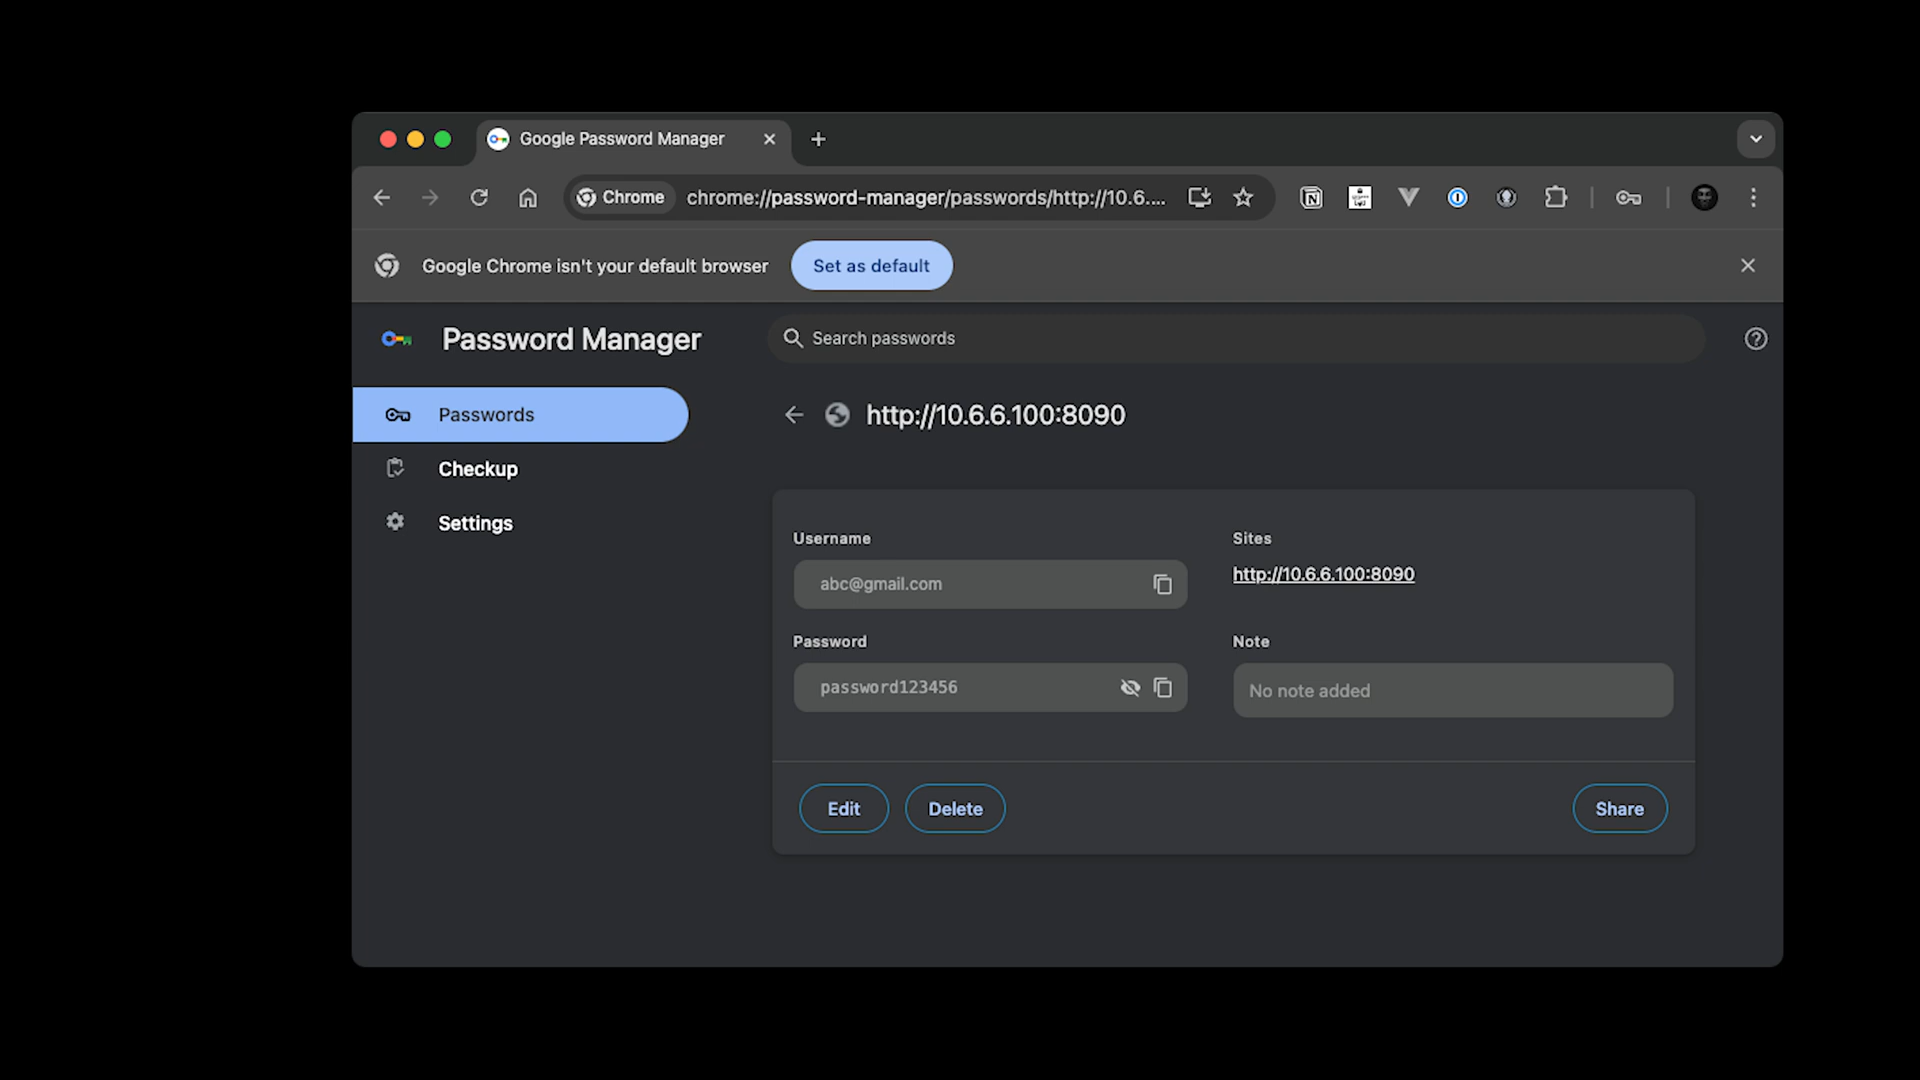 Google Password Manager
Chrome
chrome://password-manager/passwords/http://10.6....
Google Chrome isn't your default browser
Set as default
Password Manager
Search passwords
Passwords
Checkup
Settings
http://10.6.6.100:8090
Username
abc@gmail.com
Sites
http://10.6.6.100:8090
Password
password123456
Note
No note added
Edit
Delete
Share